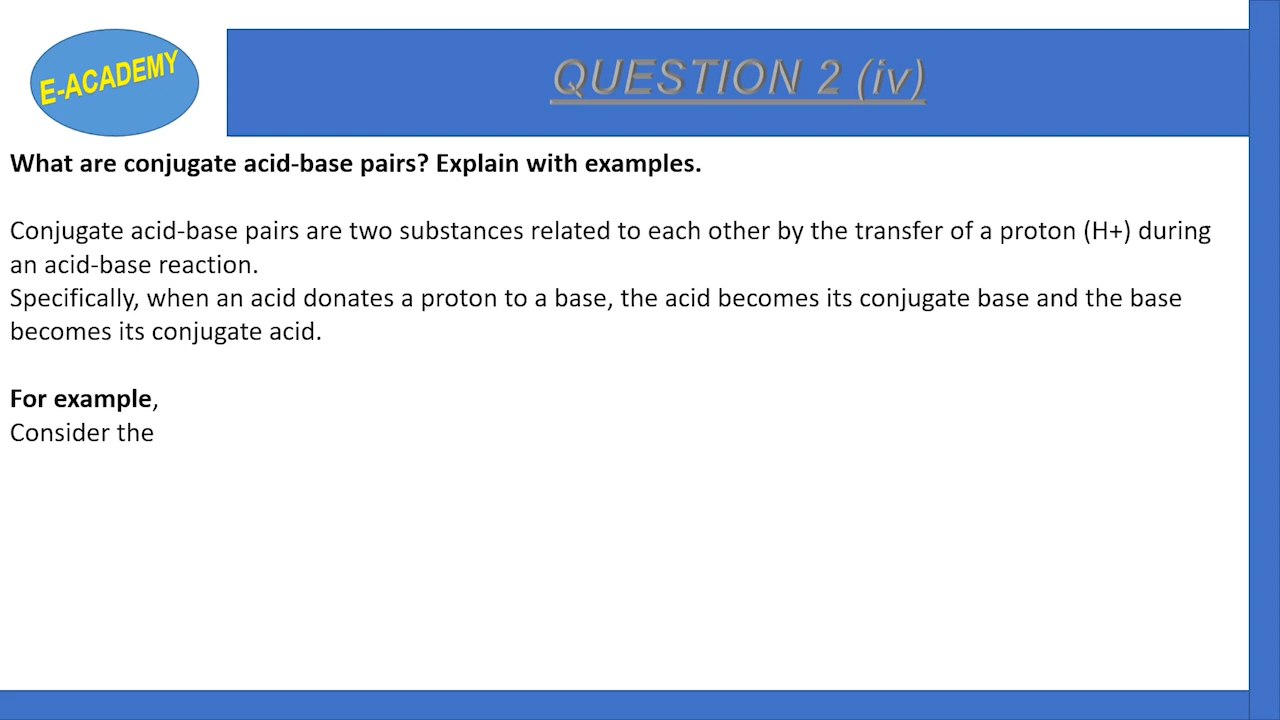 E-ACADEMY
QUESTION 2 (iv)
What are conjugate acid-base pairs? Explain with examples.
Conjugate acid-base pairs are two substances related to each other by the transfer of a proton (H+) during
an acid-base reaction.
Specifically, when an acid donates a proton to a base, the acid becomes its conjugate base and the base
becomes its conjugate acid.
For example,
Consider the